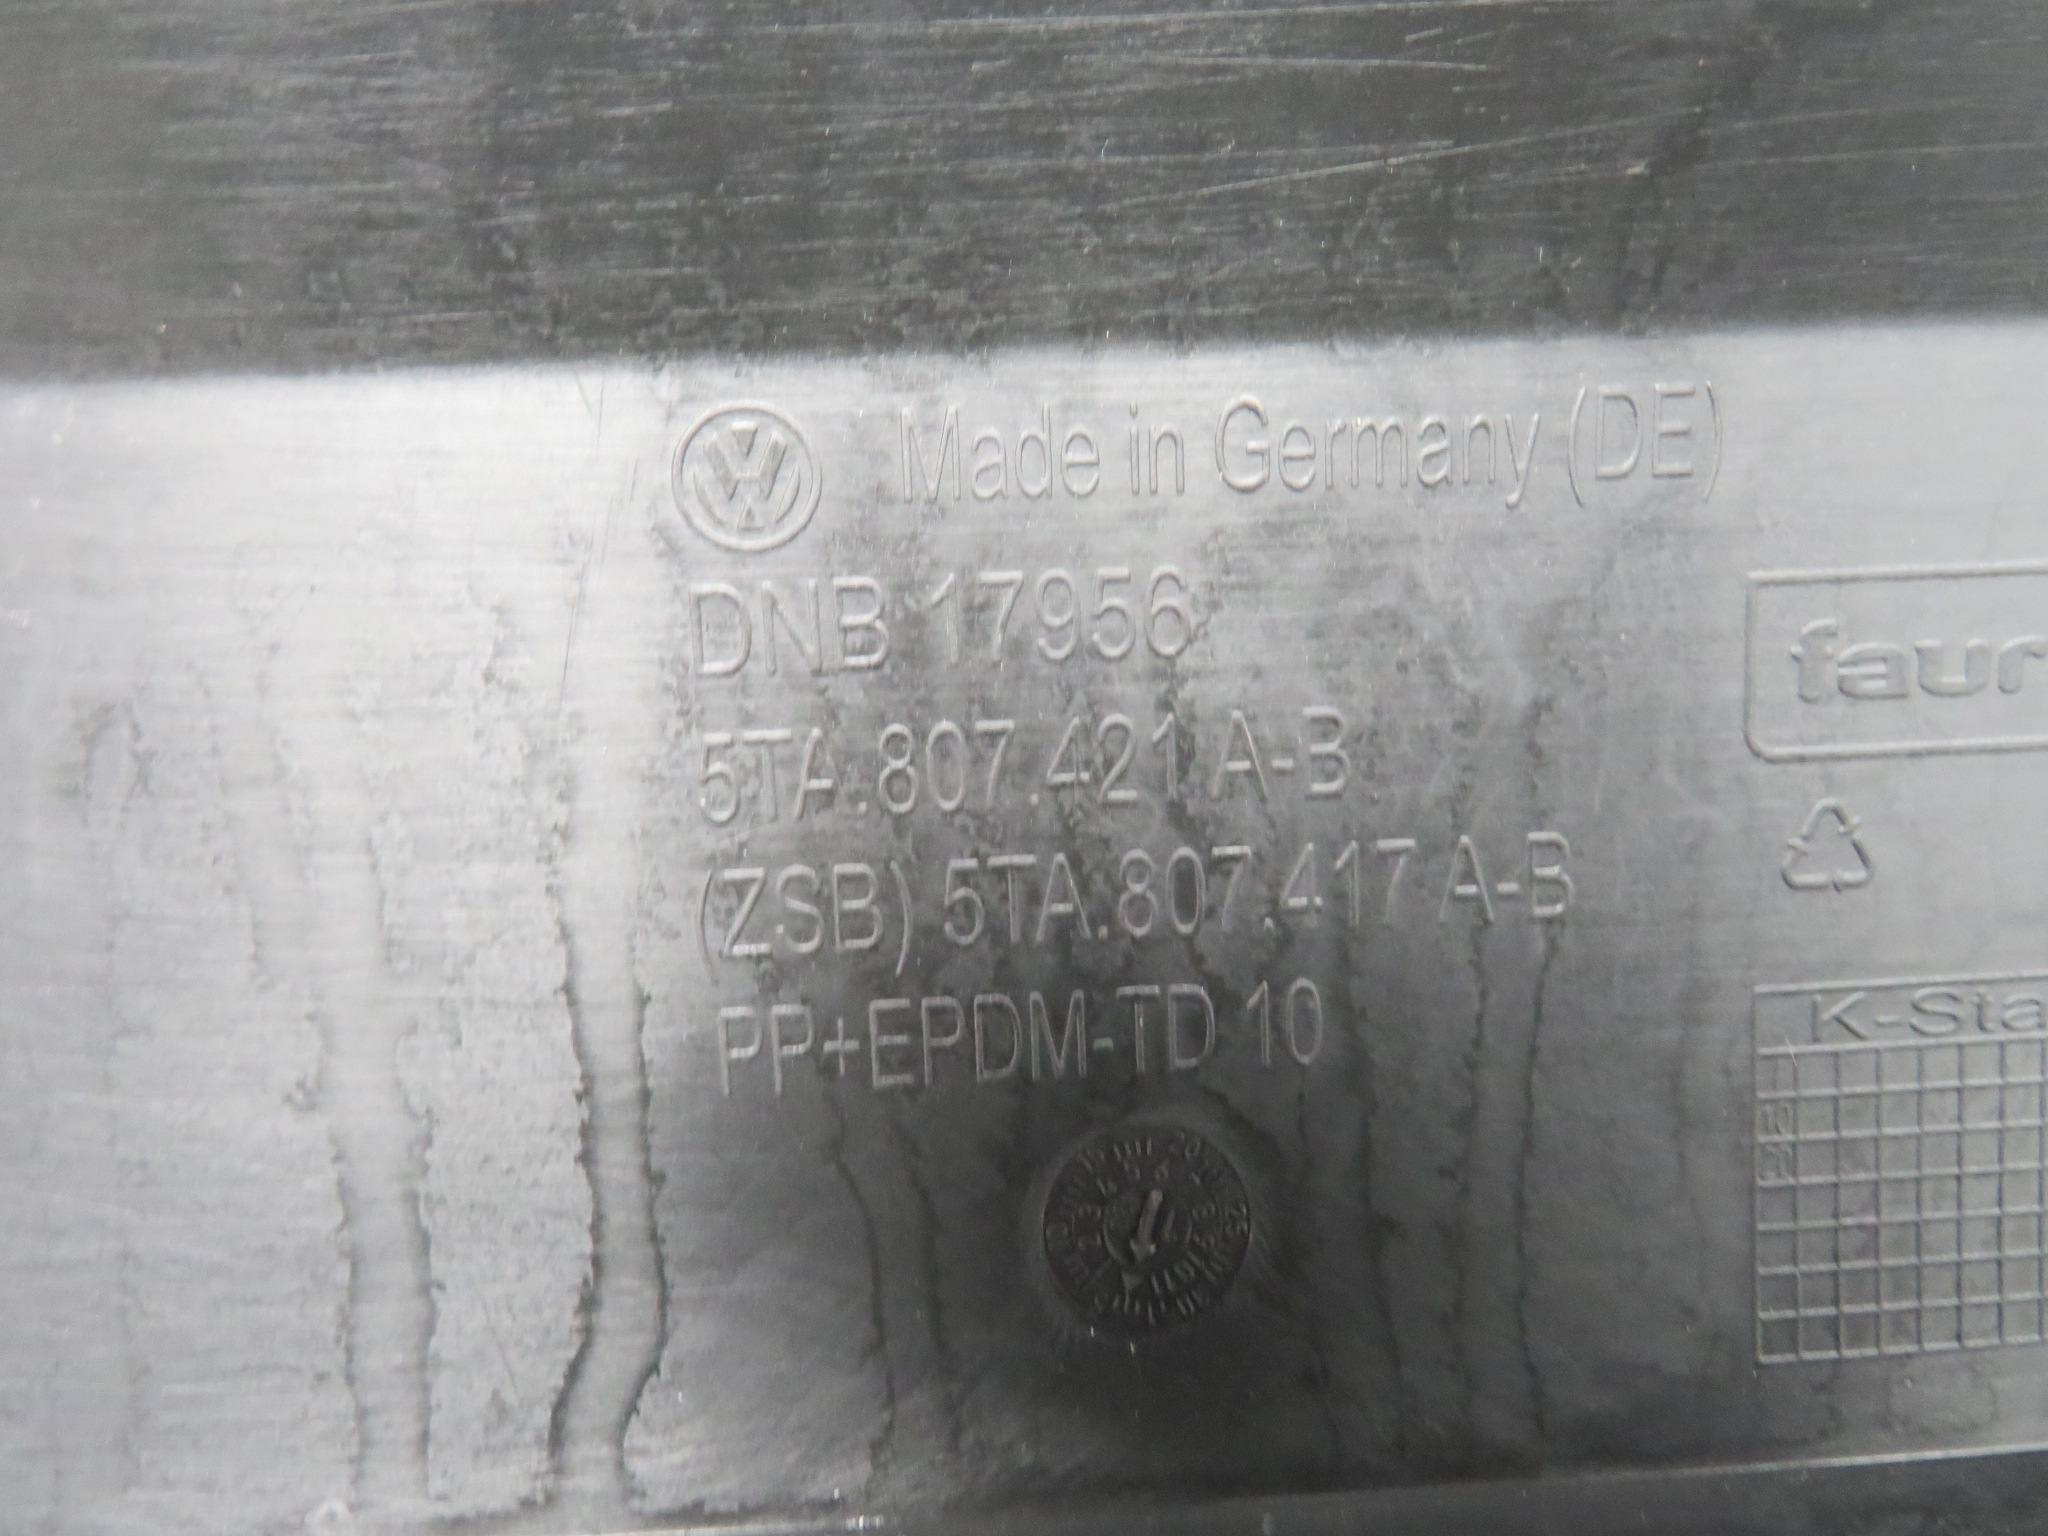 Made in Germany (DE)
DNB 17956
5TA.807.421 A-B
(ZSB) 5TA.807.417 A-B
PP+EPDM-TD 10
faur
K-Sta
10